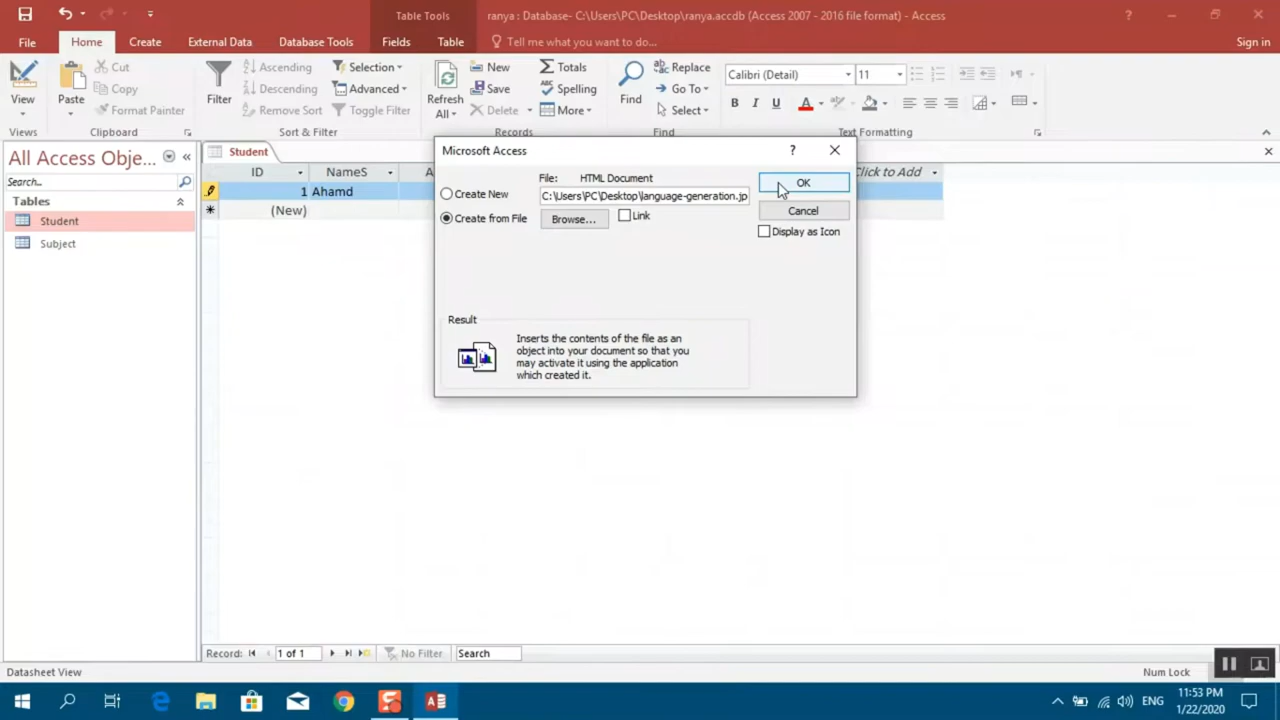 Table Tools
ranya : Database- C:\Users\PC\Desktop\ranya.accdb (Access 2007 - 2016 file format) - Access
File Home Create External Data Database Tools Fields Table Tell me what you want to do... Sign in
View
Views
Paste
Cut
Copy
Format Painter
Clipboard
Filter
Ascending
Descending
Remove Sort
Selection
Advanced
Toggle Filter
Sort & Filter
Refresh
All
New
Save
Delete
Totals
Spelling
More
Records
Find
Replace
Go To
Select
Find
Calibri (Detail) 11
B I U A
Text Formatting
All Access Obje...
Search...
Tables
Student
Subject
Student
ID NameS A Click to Add
1 Ahamd
(New)
Microsoft Access
File: HTML Document
Create New
C:\Users\PC\Desktop\language-generation.jp
Create from File
Browse...
Link
OK
Cancel
Display as Icon
Result
Inserts the contents of the file as an
object into your document so that you
may activate it using the application
which created it.
Record: 1 of 1 No Filter Search
Datasheet View
Num Lock
ENG
11:53 PM
1/22/2020